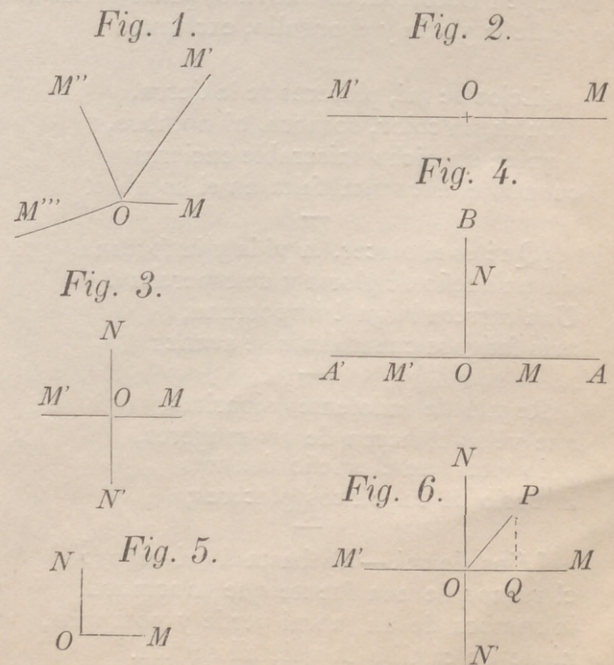 Fig. 1.
M'
M''
M'''
O
M
Fig. 2.
M' O M
Fig. 3.
N
M' O M
N'
Fig. 4.
B
N
A' M' O M A
Fig. 5.
N
O M
Fig. 6.
N
P
M' M
O Q
N'